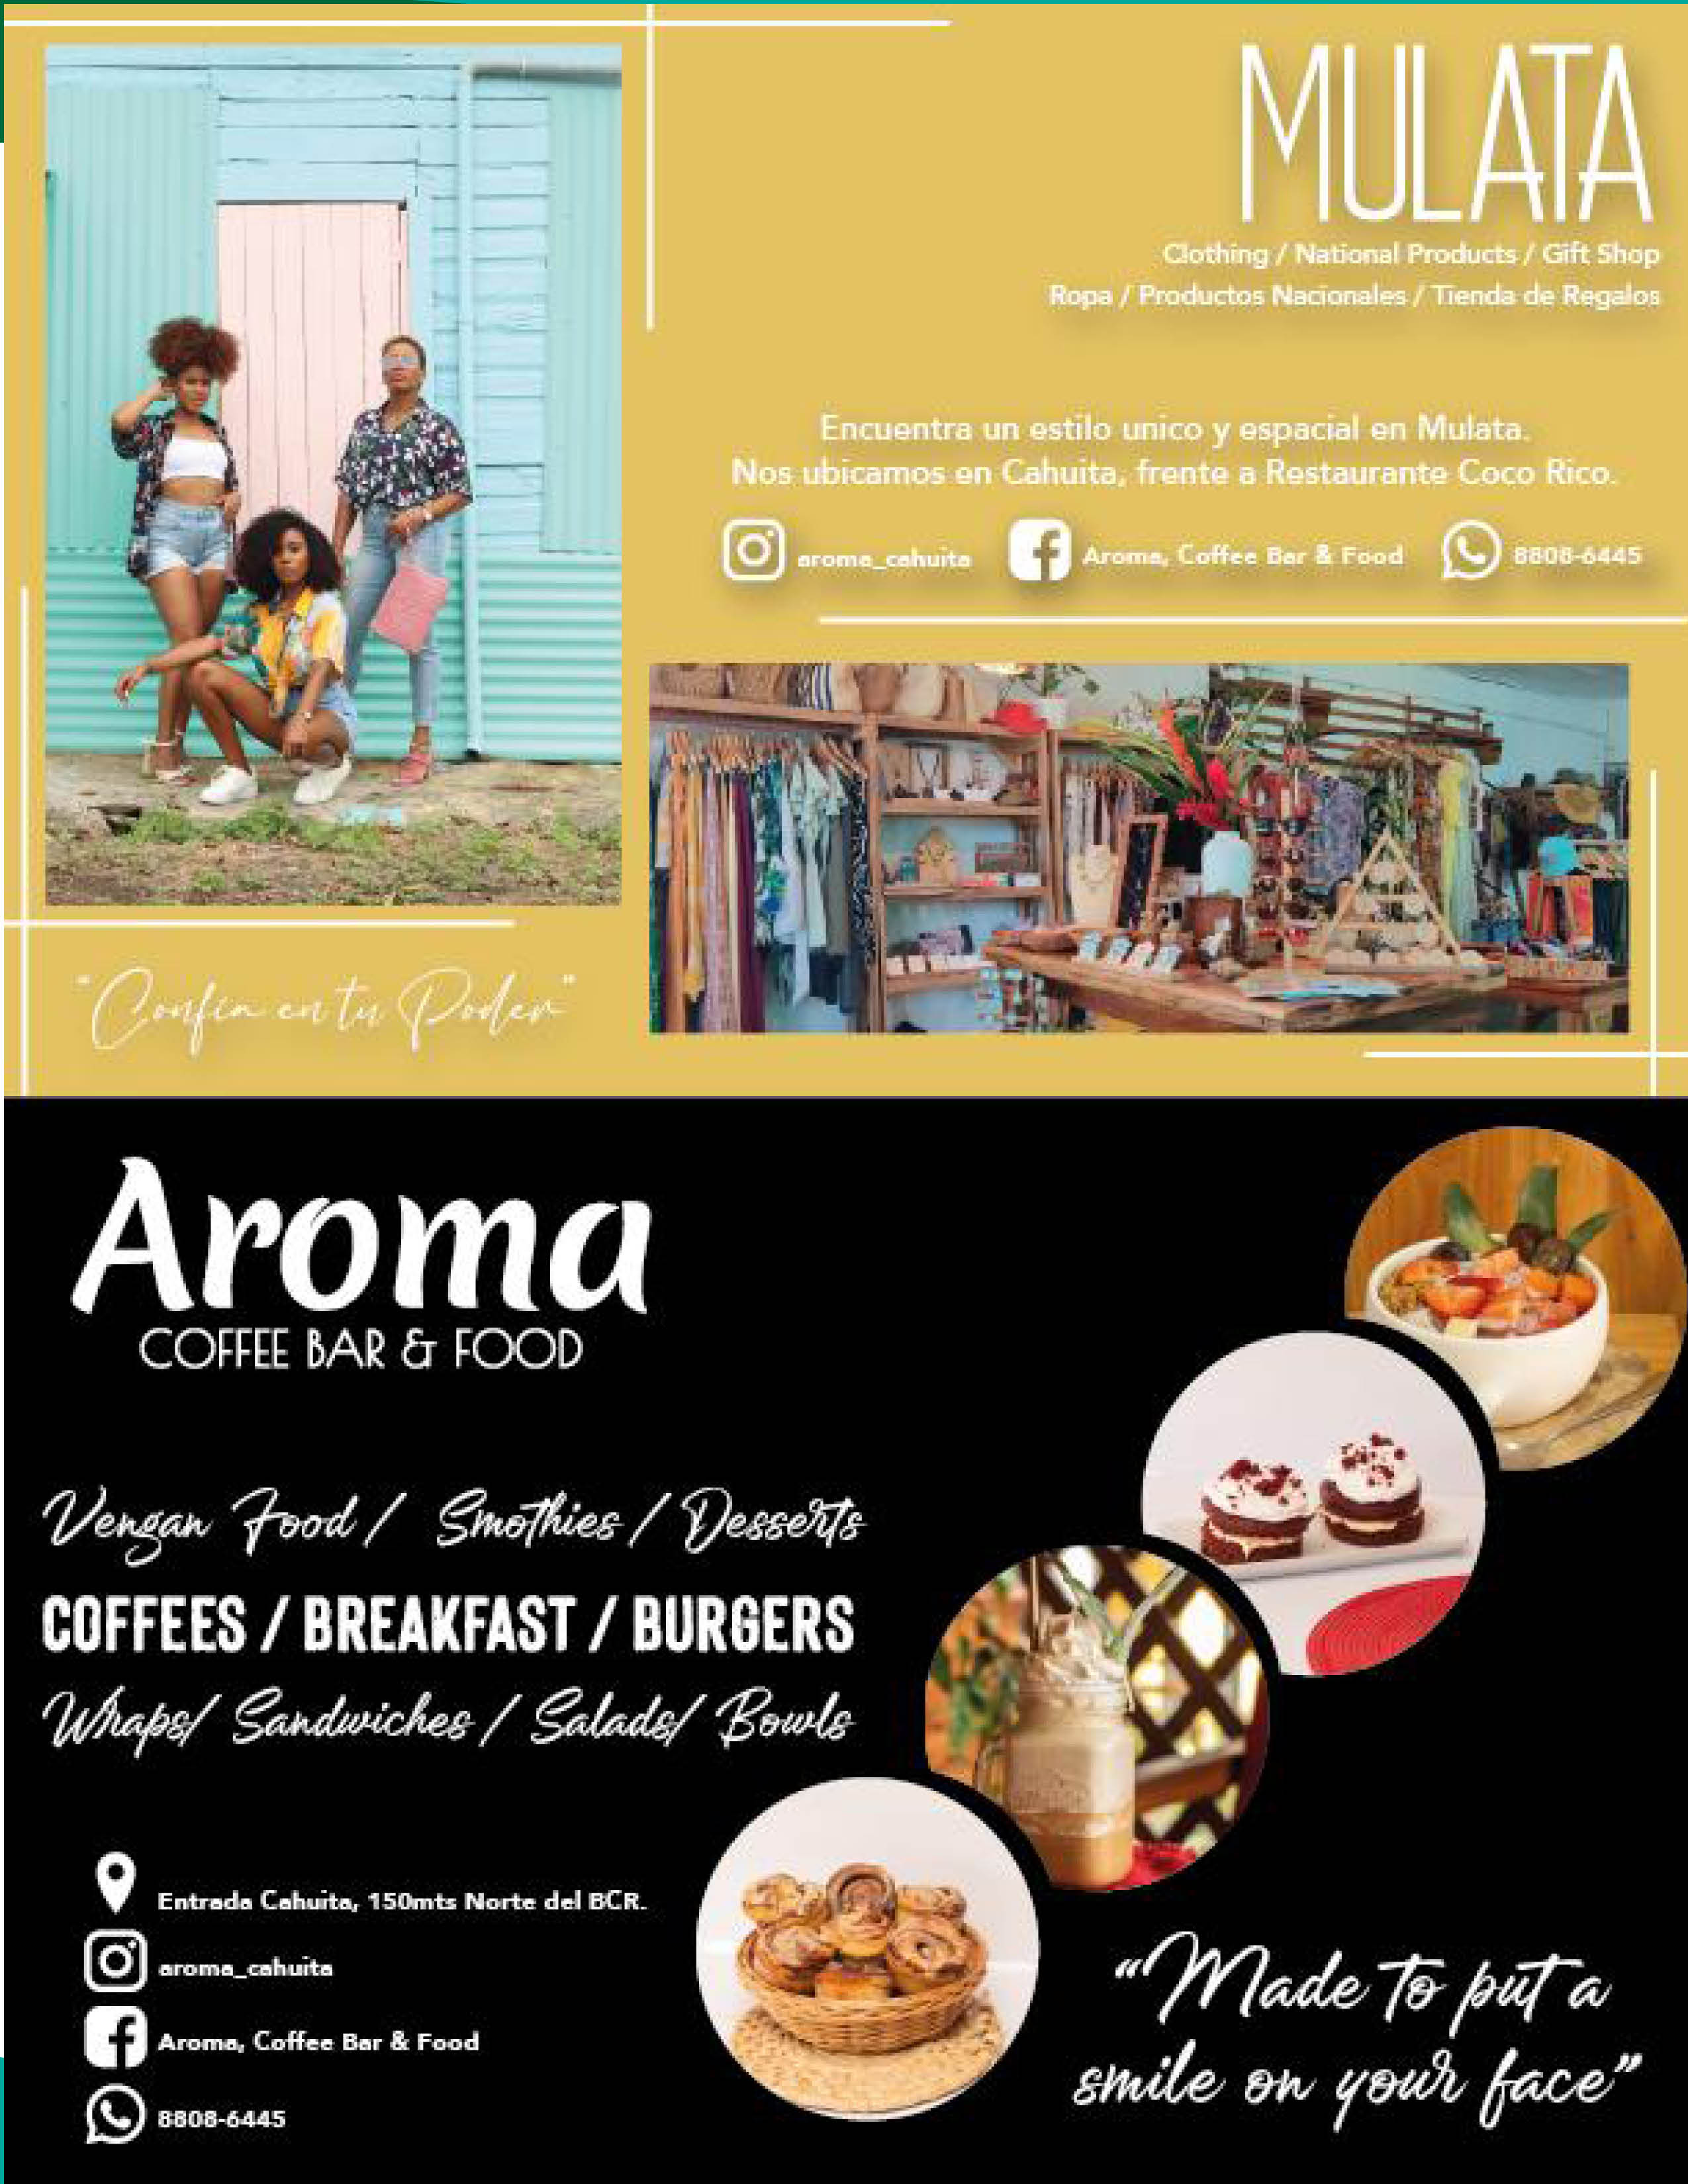 MULATA
Clothing / National Products / Gift Shop
Ropa / Productos Nacionales / Tienda de Regalos
Encuentra un estilo unico y espacial en Mulata.
Nos ubicamos en Cahuita, frente a Restaurante Coco Rico.
aroma_cahuita
Aroma, Coffee Bar & Food
8808-6445
"Confía en tu Poder"
Aroma
COFFEE BAR & FOOD
Vengan Food / Smothies / Desserts
COFFEES / BREAKFAST / BURGERS
Wraps/ Sandwiches / Salads/ Bowls
Entrada Cahuita, 150mts Norte del BCR.
aroma_cahuita
Aroma, Coffee Bar & Food
8808-6445
"Made to put a
smile on your face"